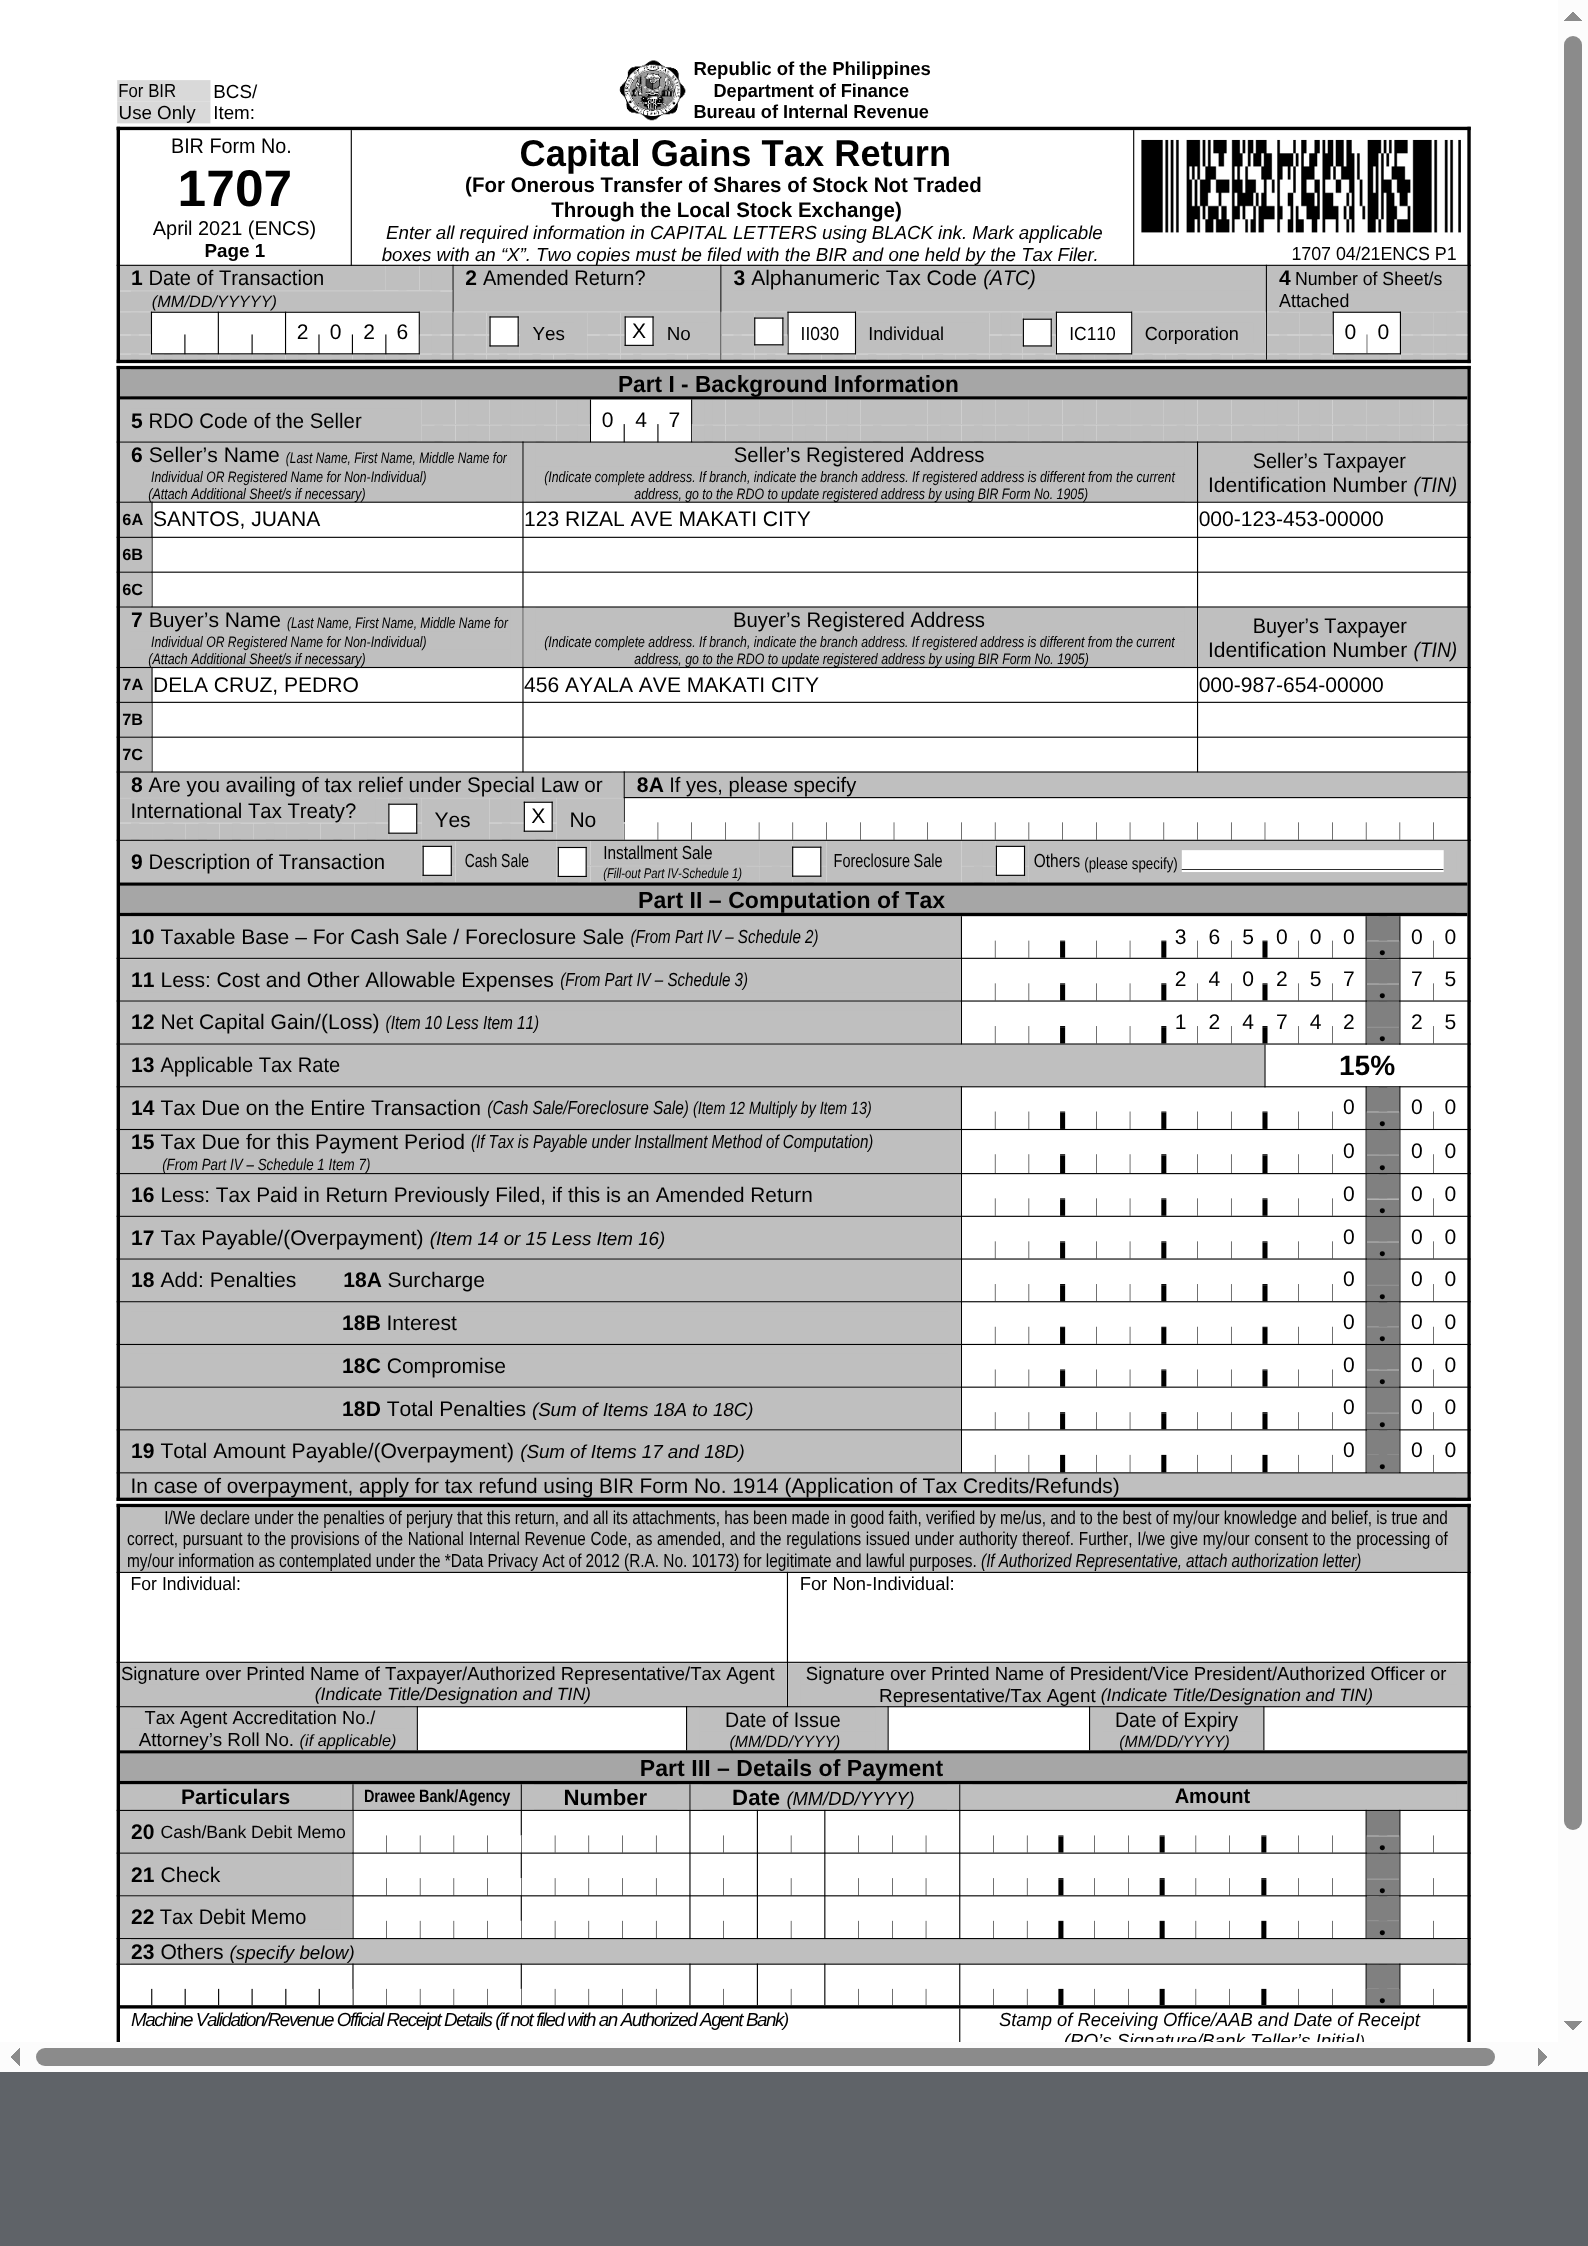 Republic of the Philippines
For BIR
Use Only
BCS/
Item:
Department of Finance
Bureau of Internal Revenue
BIR Form No.
1707
April 2021 (ENCS)
Page 1
Capital Gains Tax Return
(For Onerous Transfer of Shares of Stock Not Traded
Through the Local Stock Exchange)
Enter all required information in CAPITAL LETTERS using BLACK ink. Mark applicable
boxes with an “X”. Two copies must be filed with the BIR and one held by the Tax Filer.
1707 04/21ENCS P1
1 Date of Transaction
(MM/DD/YYYYY)
2 0 2 6
2 Amended Return?
Yes X No
3 Alphanumeric Tax Code (ATC)
II030 Individual IC110 Corporation
4 Number of Sheet/s
Attached
0 0
Part I - Background Information
5 RDO Code of the Seller 0 4 7
6 Seller’s Name (Last Name, First Name, Middle Name for
Individual OR Registered Name for Non-Individual)
(Attach Additional Sheet/s if necessary)
Seller’s Registered Address
(Indicate complete address. If branch, indicate the branch address. If registered address is different from the current
address, go to the RDO to update registered address by using BIR Form No. 1905)
Seller’s Taxpayer
Identification Number (TIN)
6A SANTOS, JUANA 123 RIZAL AVE MAKATI CITY 000-123-453-00000
6B
6C
7 Buyer’s Name (Last Name, First Name, Middle Name for
Individual OR Registered Name for Non-Individual)
(Attach Additional Sheet/s if necessary)
Buyer’s Registered Address
(Indicate complete address. If branch, indicate the branch address. If registered address is different from the current
address, go to the RDO to update registered address by using BIR Form No. 1905)
Buyer’s Taxpayer
Identification Number (TIN)
7A DELA CRUZ, PEDRO 456 AYALA AVE MAKATI CITY 000-987-654-00000
7B
7C
8 Are you availing of tax relief under Special Law or
International Tax Treaty? Yes X No
8A If yes, please specify
9 Description of Transaction Cash Sale Installment Sale
(Fill-out Part IV-Schedule 1)
Foreclosure Sale Others (please specify)
Part II – Computation of Tax
10 Taxable Base – For Cash Sale / Foreclosure Sale (From Part IV – Schedule 2) 3 6 5 0 0 0 . 0 0
11 Less: Cost and Other Allowable Expenses (From Part IV – Schedule 3) 2 4 0 2 5 7 . 7 5
12 Net Capital Gain/(Loss) (Item 10 Less Item 11) 1 2 4 7 4 2 . 2 5
13 Applicable Tax Rate 15%
14 Tax Due on the Entire Transaction (Cash Sale/Foreclosure Sale) (Item 12 Multiply by Item 13) 0 . 0 0
15 Tax Due for this Payment Period (If Tax is Payable under Installment Method of Computation)
(From Part IV – Schedule 1 Item 7) 0 . 0 0
16 Less: Tax Paid in Return Previously Filed, if this is an Amended Return 0 . 0 0
17 Tax Payable/(Overpayment) (Item 14 or 15 Less Item 16) 0 . 0 0
18 Add: Penalties 18A Surcharge 0 . 0 0
18B Interest 0 . 0 0
18C Compromise 0 . 0 0
18D Total Penalties (Sum of Items 18A to 18C) 0 . 0 0
19 Total Amount Payable/(Overpayment) (Sum of Items 17 and 18D) 0 . 0 0
In case of overpayment, apply for tax refund using BIR Form No. 1914 (Application of Tax Credits/Refunds)
I/We declare under the penalties of perjury that this return, and all its attachments, has been made in good faith, verified by me/us, and to the best of my/our knowledge and belief, is true and
correct, pursuant to the provisions of the National Internal Revenue Code, as amended, and the regulations issued under authority thereof. Further, I/we give my/our consent to the processing of
my/our information as contemplated under the *Data Privacy Act of 2012 (R.A. No. 10173) for legitimate and lawful purposes. (If Authorized Representative, attach authorization letter)
For Individual:
For Non-Individual:
Signature over Printed Name of Taxpayer/Authorized Representative/Tax Agent
(Indicate Title/Designation and TIN)
Signature over Printed Name of President/Vice President/Authorized Officer or
Representative/Tax Agent (Indicate Title/Designation and TIN)
Tax Agent Accreditation No./
Attorney’s Roll No. (if applicable)
Date of Issue
(MM/DD/YYYY)
Date of Expiry
(MM/DD/YYYY)
Part III – Details of Payment
Particulars Drawee Bank/Agency Number Date (MM/DD/YYYY) Amount
20 Cash/Bank Debit Memo .
21 Check .
22 Tax Debit Memo .
23 Others (specify below)
.
Machine Validation/Revenue Official Receipt Details (if not filed with an Authorized Agent Bank)
Stamp of Receiving Office/AAB and Date of Receipt
(RO’s Signature/Bank Teller’s Initial)